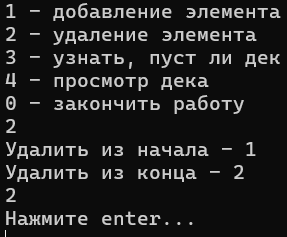 1 - добавление элемента
2 - удаление элемента
3 - узнать, пуст ли дек
4 - просмотр дека
0 - закончить работу
2
Удалить из начала - 1
Удалить из конца - 2
2
Нажмите enter...